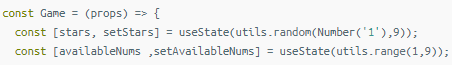 const Game = (props) => {
const [stars, setStars] = useState(utils.random(Number('1'),9));
const [availableNums ,setAvailableNums] = useState(utils.range(1,9));